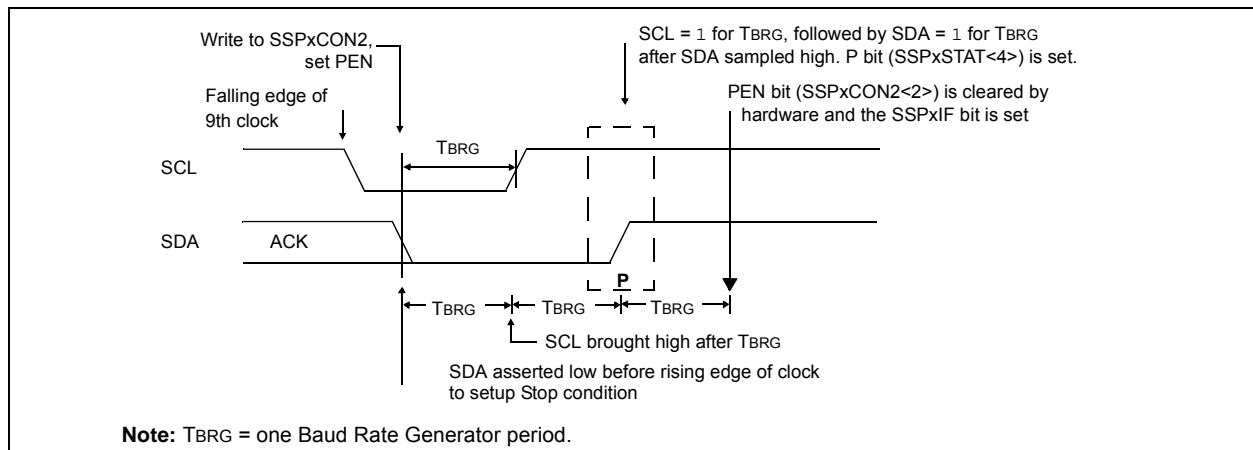 Write to SSPxCON2,
set PEN
SCL = 1 for TBRG, followed by SDA = 1 for TBRG
after SDA sampled high. P bit (SSPxSTAT<4>) is set.
PEN bit (SSPxCON2<2>) is cleared by
hardware and the SSPxIF bit is set
Falling edge of
9th clock
TBRG
SCL
SDA
ACK
P
TBRG
TBRG
TBRG
SCL brought high after TBRG
SDA asserted low before rising edge of clock
to setup Stop condition
Note: TBRG = one Baud Rate Generator period.